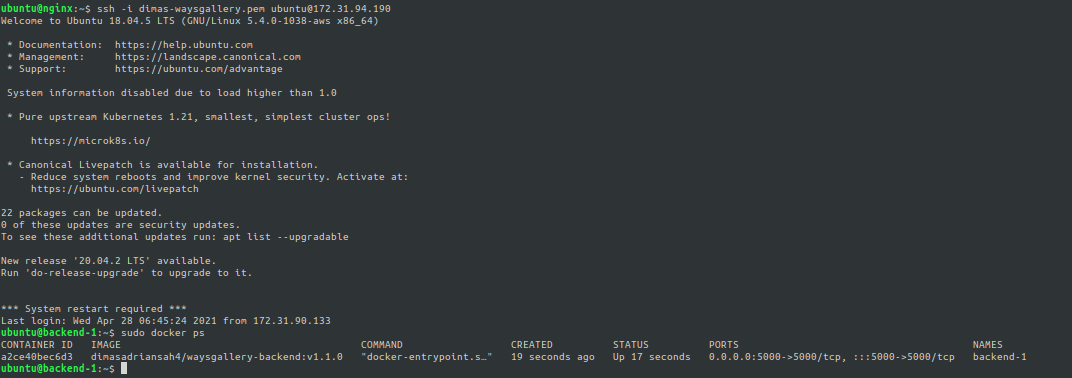 ubuntu@nginx:~$ ssh -i dimas-waysgallery.pem ubuntu@172.31.94.190
Welcome to Ubuntu 18.04.5 LTS (GNU/Linux 5.4.0-1038-aws x86_64)
* Documentation: https://help.ubuntu.com
* Management: https://landscape.canonical.com
* Support: https://ubuntu.com/advantage
System information disabled due to load higher than 1.0
* Pure upstream Kubernetes 1.21, smallest, simplest cluster ops!
https://microk8s.io/
* Canonical Livepatch is available for installation.
- Reduce system reboots and improve kernel security. Activate at:
https://ubuntu.com/livepatch
22 packages can be updated.
0 of these updates are security updates.
To see these additional updates run: apt list --upgradable
New release '20.04.2 LTS' available.
Run 'do-release-upgrade' to upgrade to it.
*** System restart required ***
Last login: Wed Apr 28 06:45:24 2021 from 172.31.90.133
ubuntu@backend-1:~$ sudo docker ps
CONTAINER ID IMAGE COMMAND CREATED STATUS PORTS NAMES
a2ce40bec6d3 dimasadriansah4/waysgallery-backend:v1.1.0 "docker-entrypoint.s…" 19 seconds ago Up 17 seconds 0.0.0.0:5000->5000/tcp, :::5000->5000/tcp backend-1
ubuntu@backend-1:~$